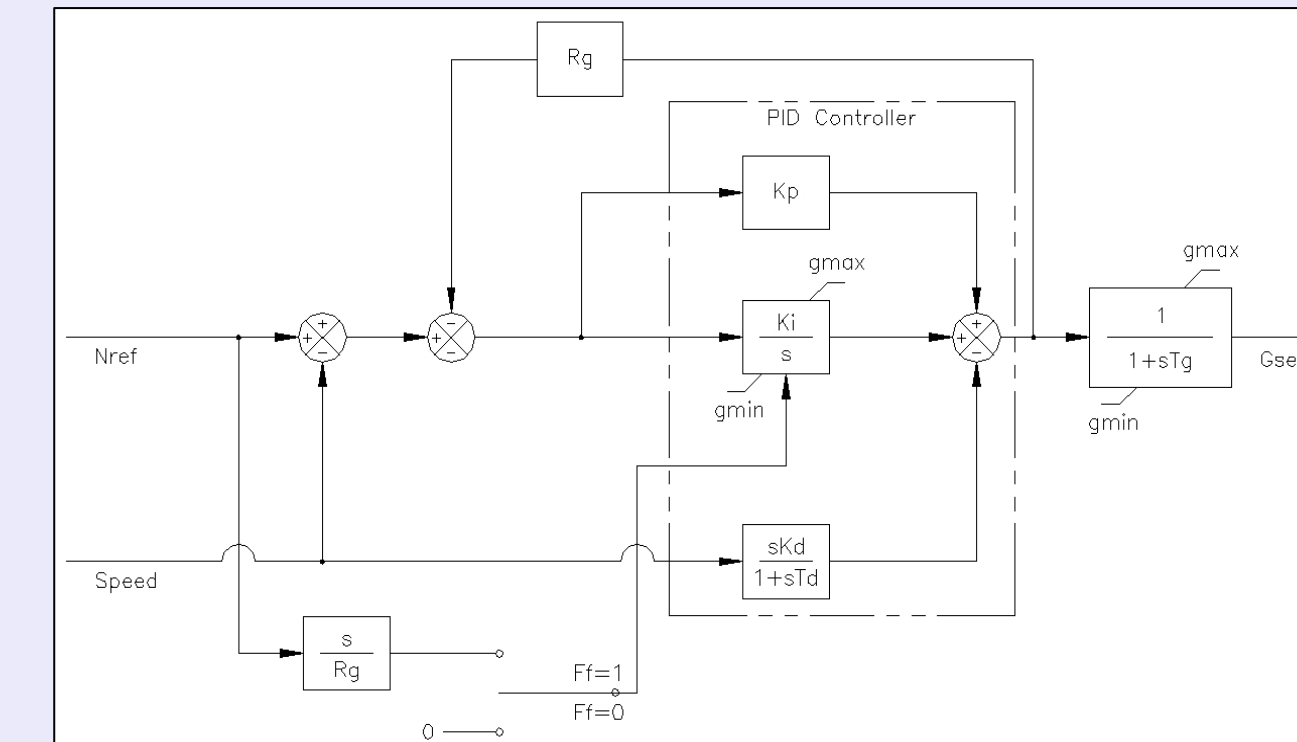 Rg
PID Controller
Kp
gmax
gmax
Ki
s
1
1+sTg
Nref
Gse
gmin
gmin
sKd
1+sTd
Speed
s
Rg
Ff=1
Ff=0
0